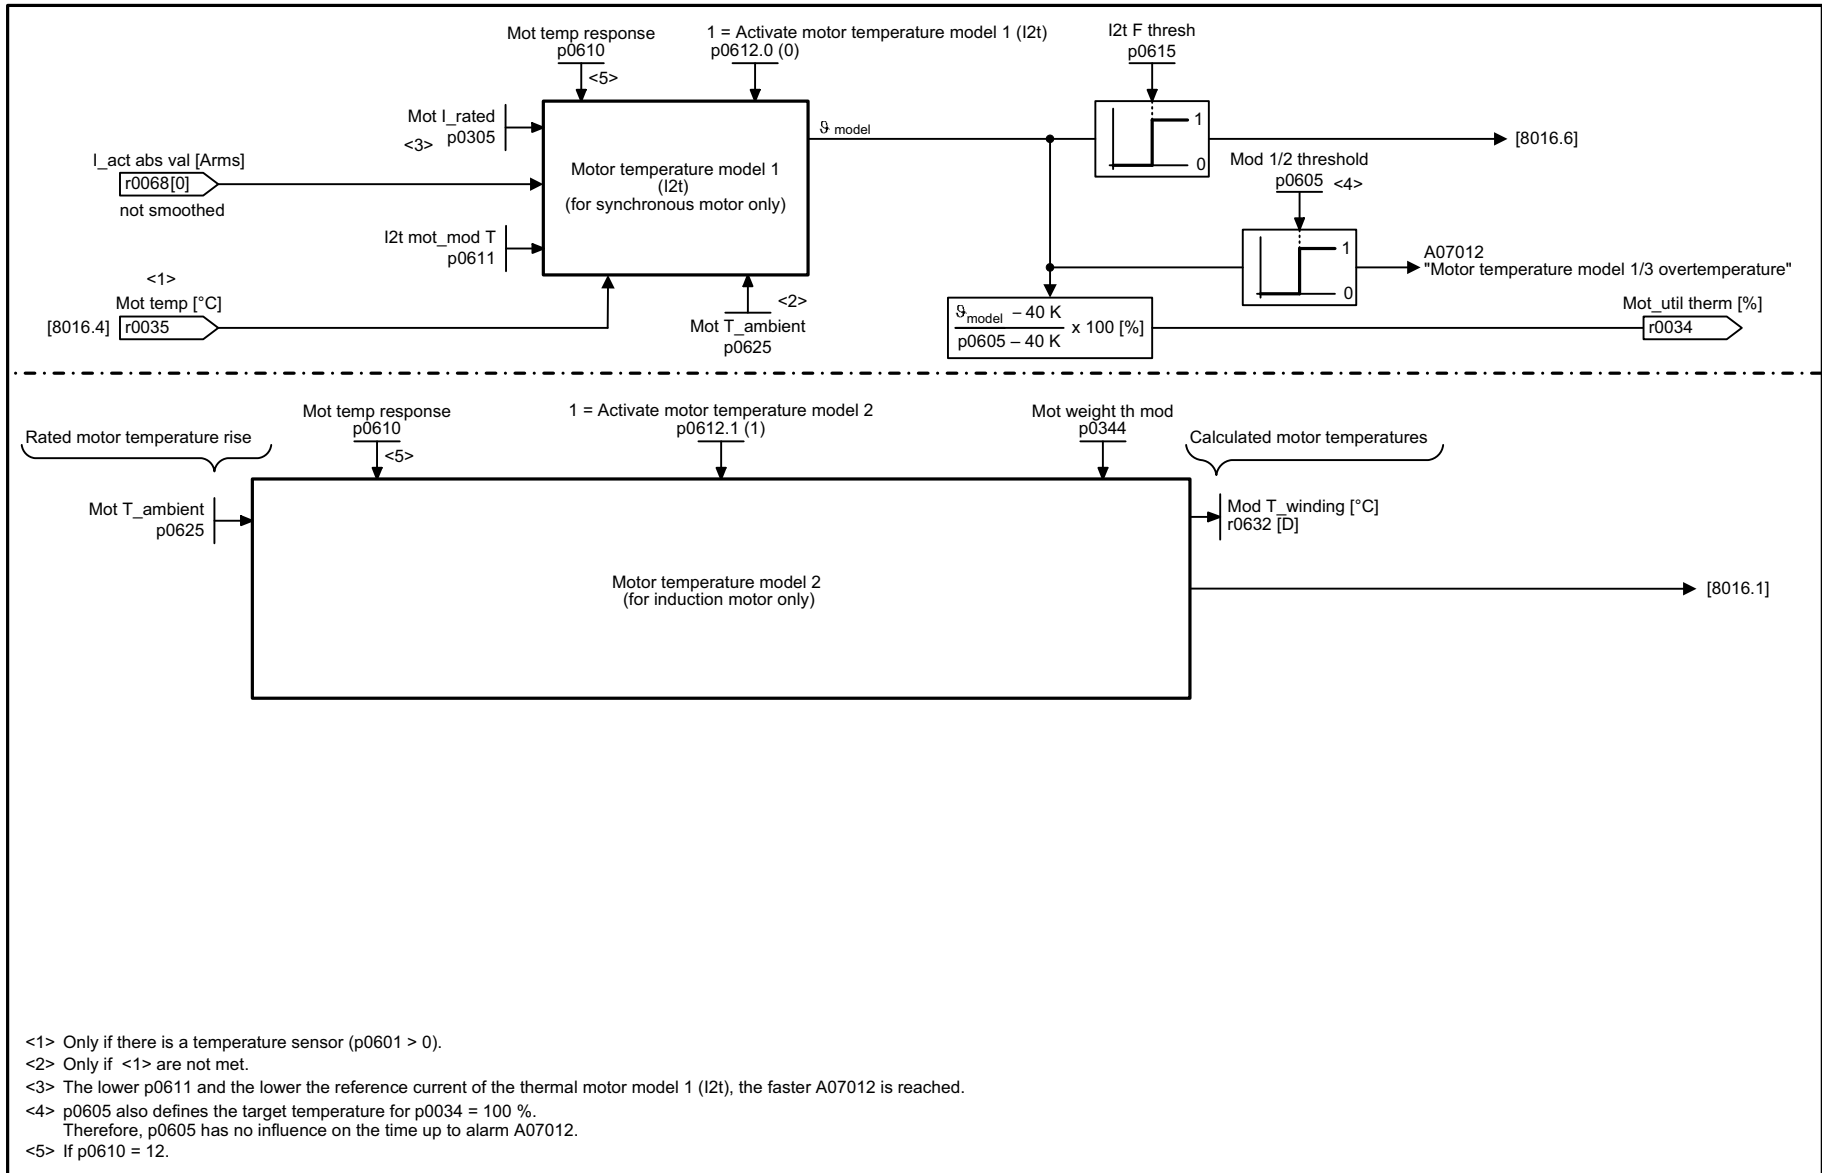 Mot temp response
p0610
<5>
1 = Activate motor temperature model 1 (I2t)
p0612.0 (0)
I2t F thresh
p0615
Mot I_rated
<3> p0305
I_act abs val [Arms]
r0068[0]
not smoothed
I2t mot_mod T
p0611
<1>
Mot temp [°C]
[8016.4] r0035
Motor temperature model 1
(I2t)
(for synchronous motor only)
<2>
Mot T_ambient
p0625
ϑ model
1
0
[8016.6]
Mod 1/2 threshold
p0605 <4>
1
0
A07012
"Motor temperature model 1/3 overtemperature"
ϑmodel – 40 K
p0605 – 40 K
x 100 [%]
Mot_util therm [%]
r0034
Rated motor temperature rise
Mot temp response
p0610
<5>
1 = Activate motor temperature model 2
p0612.1 (1)
Mot weight th mod
p0344
Calculated motor temperatures
Mot T_ambient
p0625
Mod T_winding [°C]
r0632 [D]
Motor temperature model 2
(for induction motor only)
[8016.1]
<1> Only if there is a temperature sensor (p0601 > 0).
<2> Only if <1> are not met.
<3> The lower p0611 and the lower the reference current of the thermal motor model 1 (I2t), the faster A07012 is reached.
<4> p0605 also defines the target temperature for p0034 = 100 %.
Therefore, p0605 has no influence on the time up to alarm A07012.
<5> If p0610 = 12.